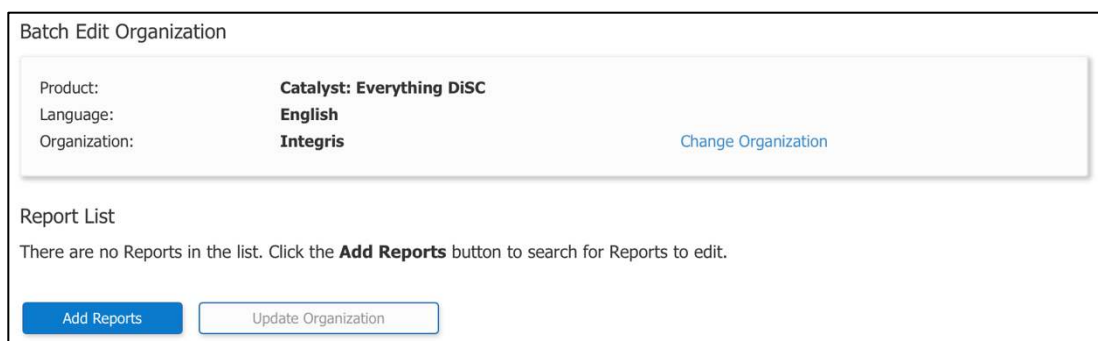 Batch Edit Organization
Product: Catalyst: Everything DiSC
Language: English
Organization: Integris Change Organization
Report List
There are no Reports in the list. Click the Add Reports button to search for Reports to edit.
Add Reports Update Organization